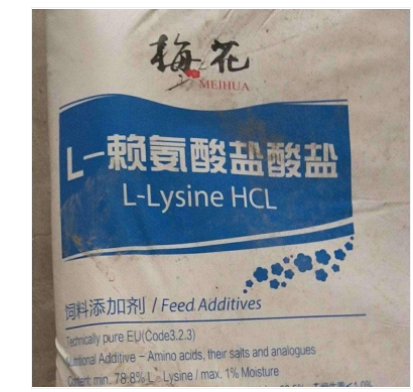 梅花
MEIHUA
L-赖氨酸盐酸盐
L-Lysine HCL
饲料添加剂 / Feed Additives
Technically pure EU(Code3.2.3)
Nutritional Additive - Amino acids, their salts and analogues
Content min. 78.8% L - Lysine / max. 1% Moisture